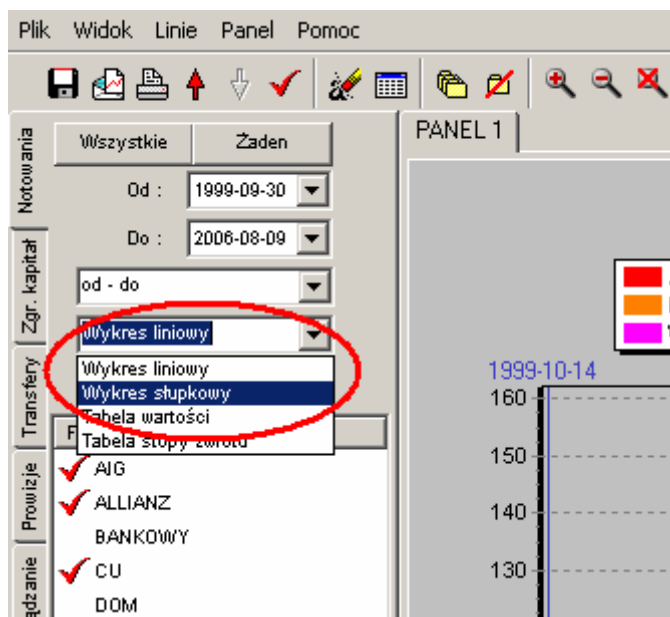 Plik Widok Linie Panel Pomoc
Notowania
Zgr. kapitał
Transfery
Prowizje
Wszystkie Żaden
Od : 1999-09-30
Do : 2006-08-09
od - do
Wykres liniowy
Wykres liniowy
Wykres słupkowy
Tabela wartości
Tabela stopy zwrotu
AIG
ALLIANZ
BANKOWY
CU
DOM
PANEL 1
1999-10-14
160
150
140
130